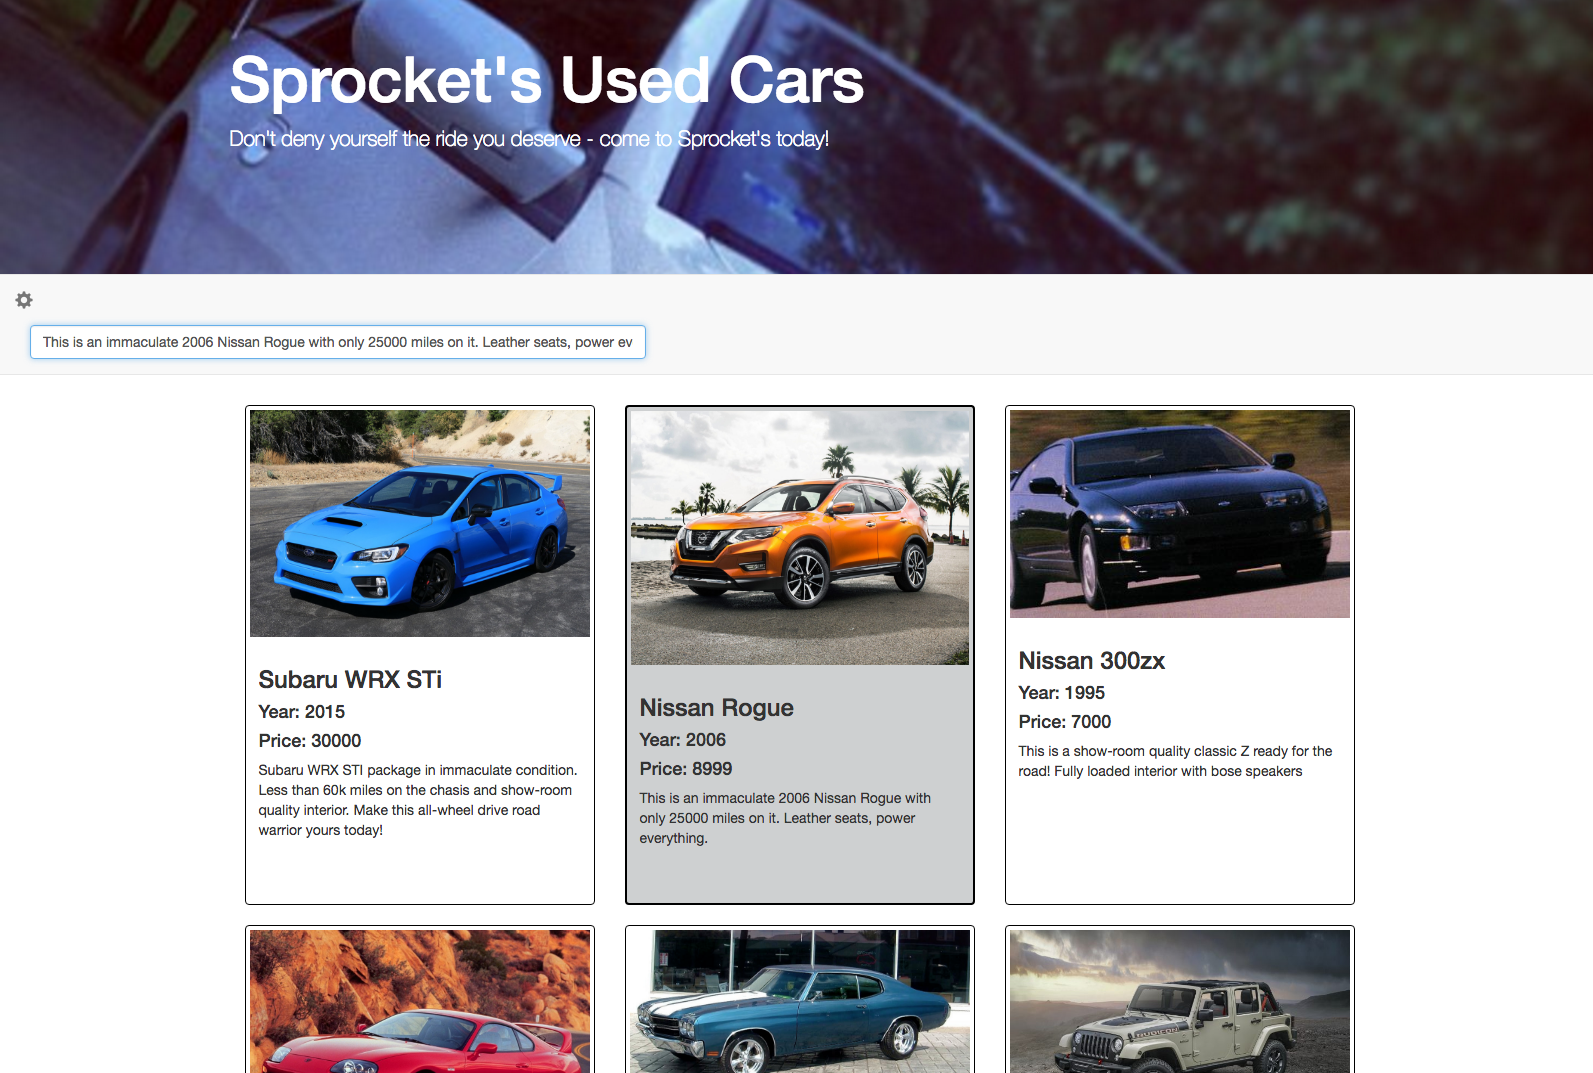 Sprocket's Used Cars
Don't deny yourself the ride you deserve - come to Sprocket's today!
This is an immaculate 2006 Nissan Rogue with only 25000 miles on it. Leather seats, power ev
Subaru WRX STi
Year: 2015
Price: 30000
Subaru WRX STI package in immaculate condition.
Less than 60k miles on the chasis and show-room
quality interior. Make this all-wheel drive road
warrior yours today!
Nissan Rogue
Year: 2006
Price: 8999
This is an immaculate 2006 Nissan Rogue with
only 25000 miles on it. Leather seats, power
everything.
Nissan 300zx
Year: 1995
Price: 7000
This is a show-room quality classic Z ready for the
road! Fully loaded interior with bose speakers
RUBICON